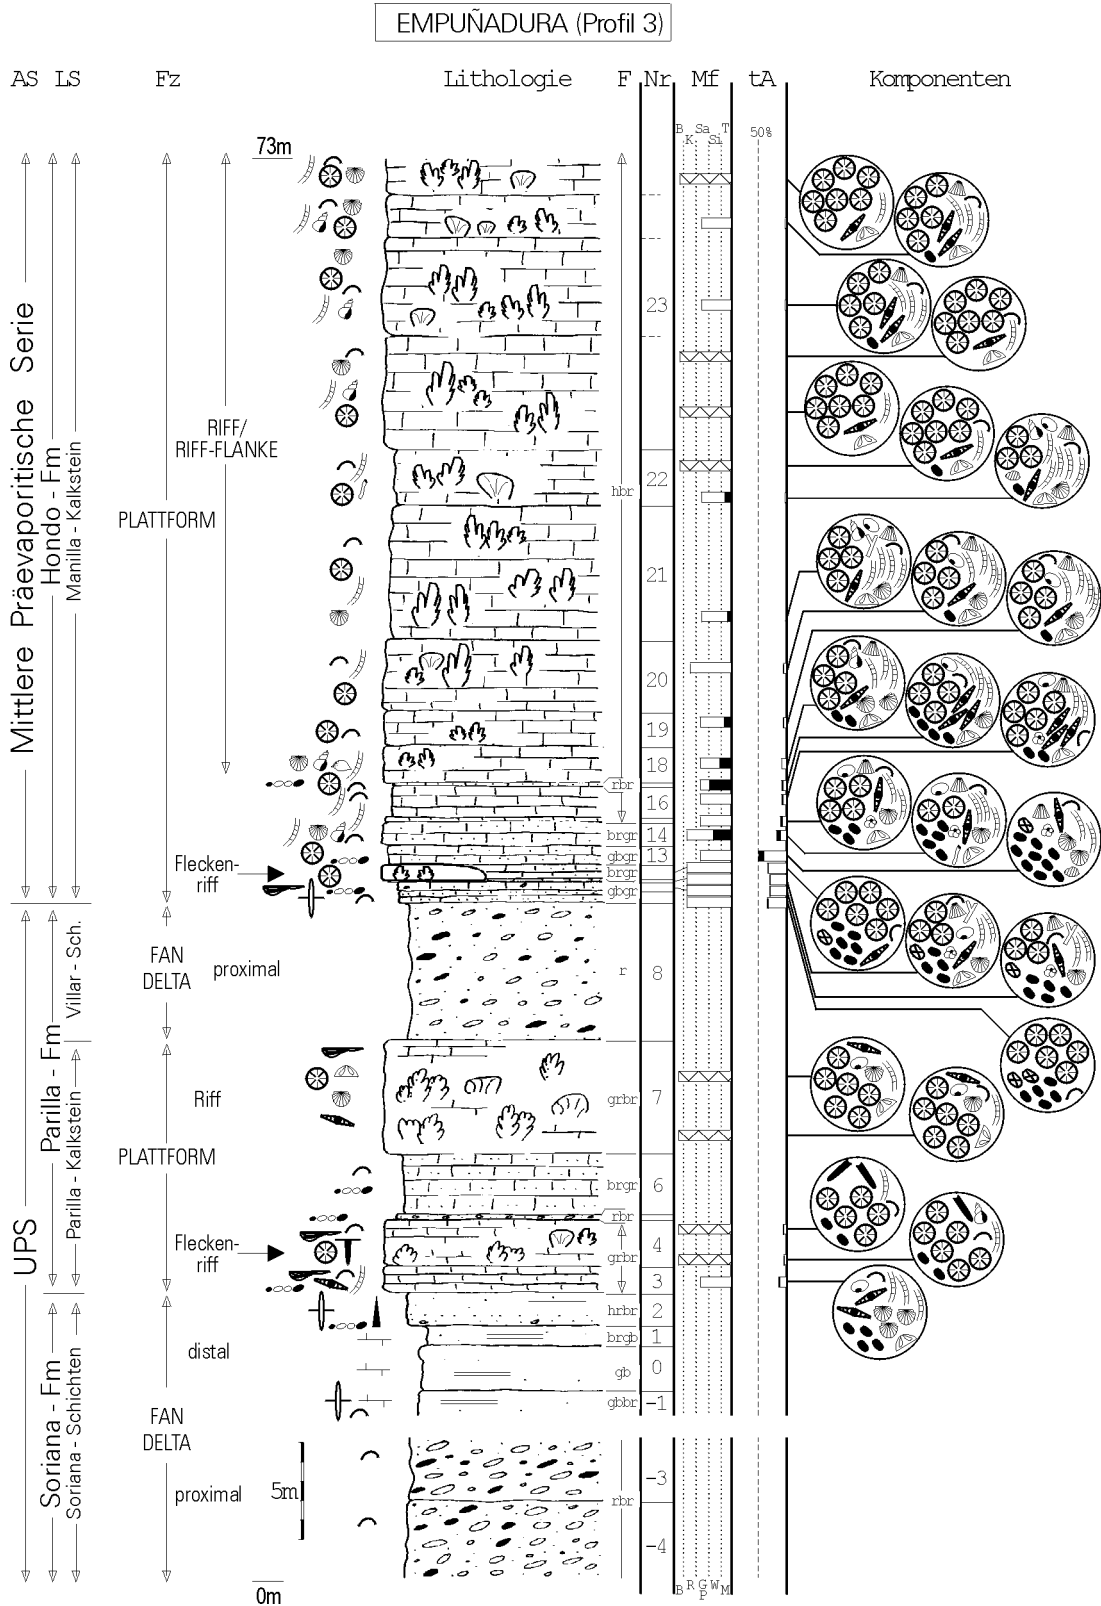 EMPUÑADURA (Profil 3)
AS LS Fz Lithologie F Nr Mf tA Komponenten
B K Sa Si T
50%
73m
Mittlere Präevaporitische Serie
Hondo - Fm
Manilla - Kalkstein
RIFF/
RIFF-FLANKE
PLATTFORM
23
22
hbr
21
20
19
18
rbr
16
brgr 14
gbgr 13
Flecken-
riff
brgr
gbgr
UPS
Parilla - Fm
Villar - Sch.
FAN
DELTA
proximal
r 8
Parilla - Kalkstein
Riff
grbr 7
PLATTFORM
brgr 6
rbr
Flecken-
riff
4
grbr
3
Soriana - Fm
Soriana - Schichten
hrbr 2
distal
brgb 1
gb 0
gbbr -1
FAN
DELTA
proximal
5m
-3
rbr
-4
0m
B R G P W M